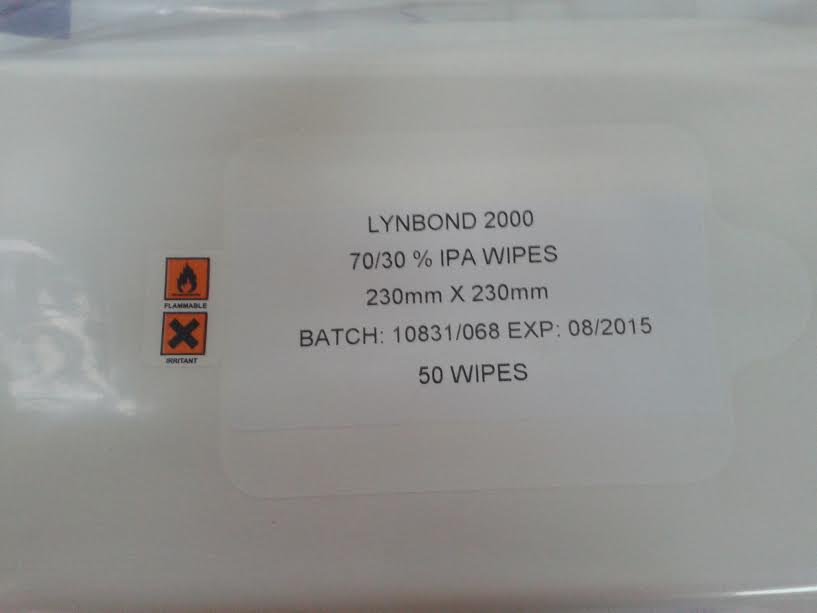 LYNBOND 2000
70/30 % IPA WIPES
230mm X 230mm
BATCH: 10831/068 EXP: 08/2015
50 WIPES
FLAMMABLE
IRRITANT